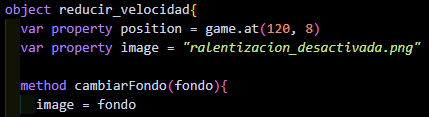 object reducir_velocidad{
var property position = game.at(120, 8)
var property image = "ralentizacion_desactivada.png"
method cambiarFondo(fondo){
image = fondo